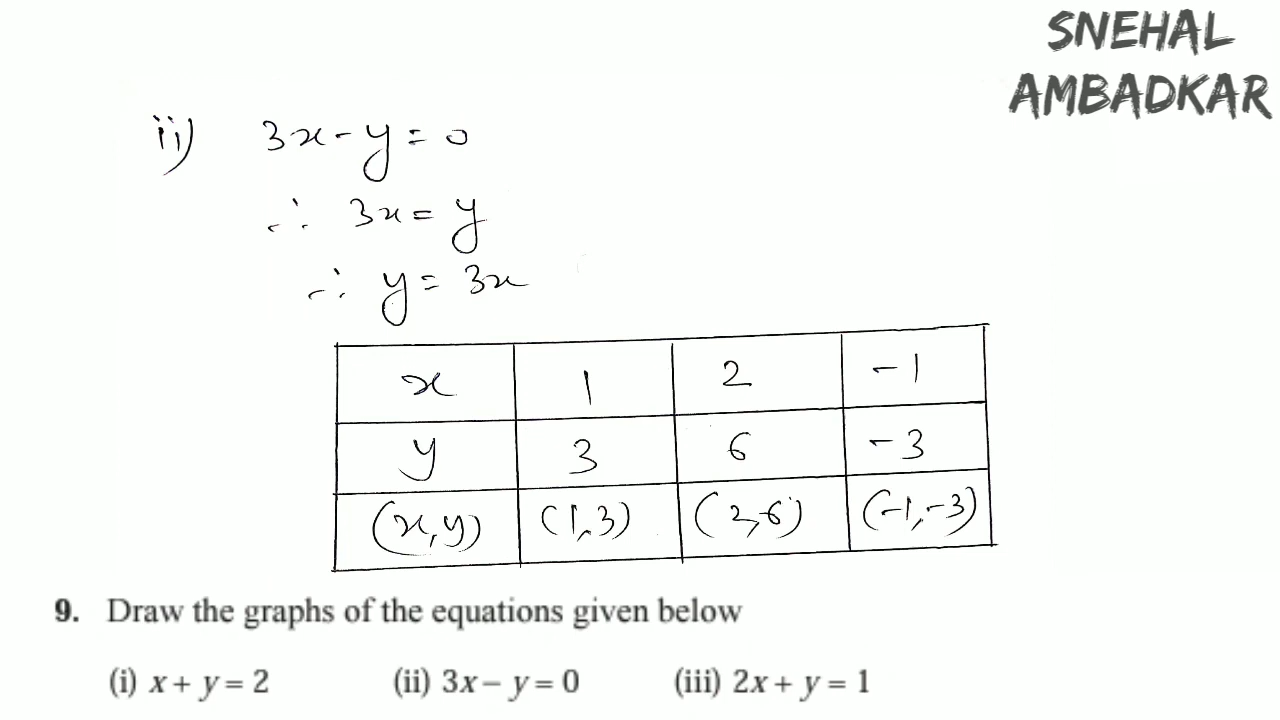 SNEHAL
AMBADKAR
ii) 3x - y = 0
∴ 3x = y
∴ y = 3x
x 1 2 -1
y 3 6 -3
(x,y) (1,3) (2,6) (-1,-3)
9. Draw the graphs of the equations given below
(i) x + y = 2 (ii) 3x – y = 0 (iii) 2x + y = 1